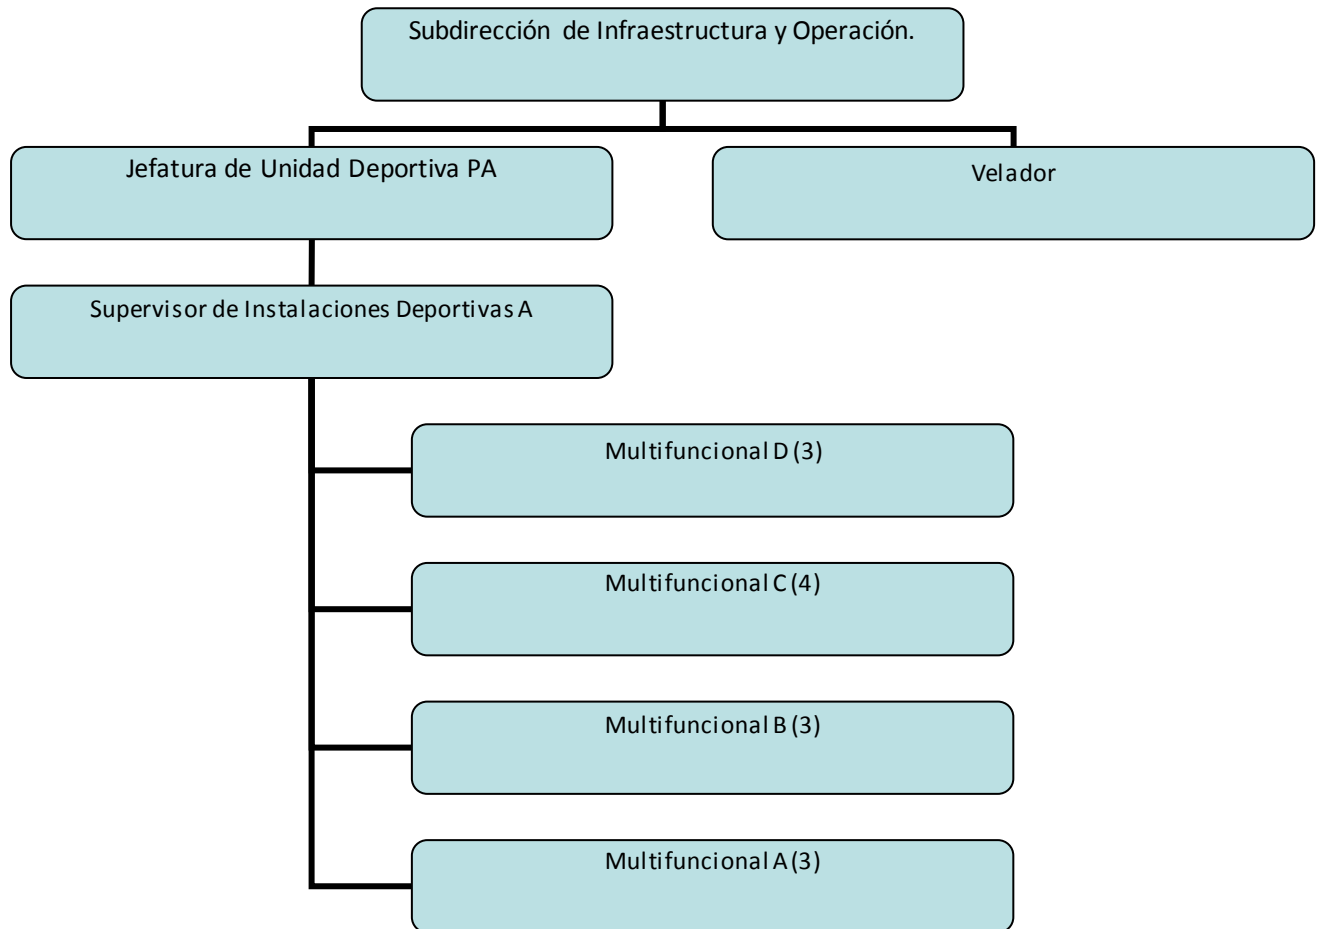 Subdirección de Infraestructura y Operación.
Jefatura de Unidad Deportiva PA
Velador
Supervisor de Instalaciones Deportivas A
Multifuncional D (3)
Multifuncional C (4)
Multifuncional B (3)
Multifuncional A (3)